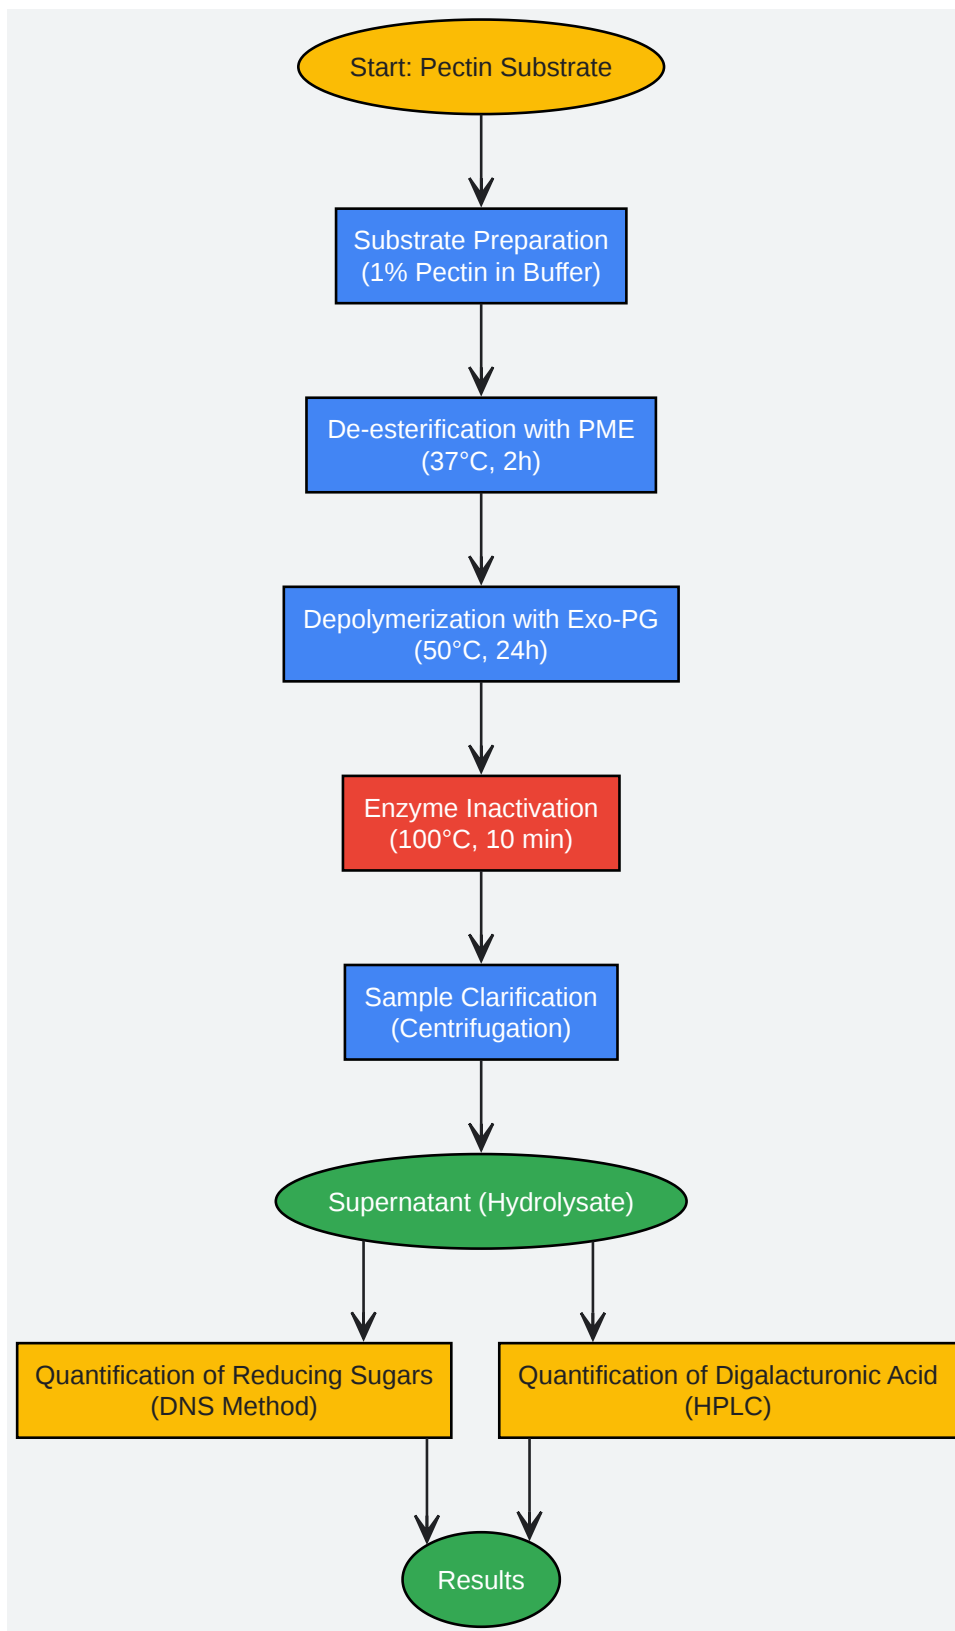 Start: Pectin Substrate
Substrate Preparation
(1% Pectin in Buffer)
De-esterification with PME
(37°C, 2h)
Depolymerization with Exo-PG
(50°C, 24h)
Enzyme Inactivation
(100°C, 10 min)
Sample Clarification
(Centrifugation)
Supernatant (Hydrolysate)
Quantification of Reducing Sugars
(DNS Method)
Quantification of Digalacturonic Acid
(HPLC)
Results